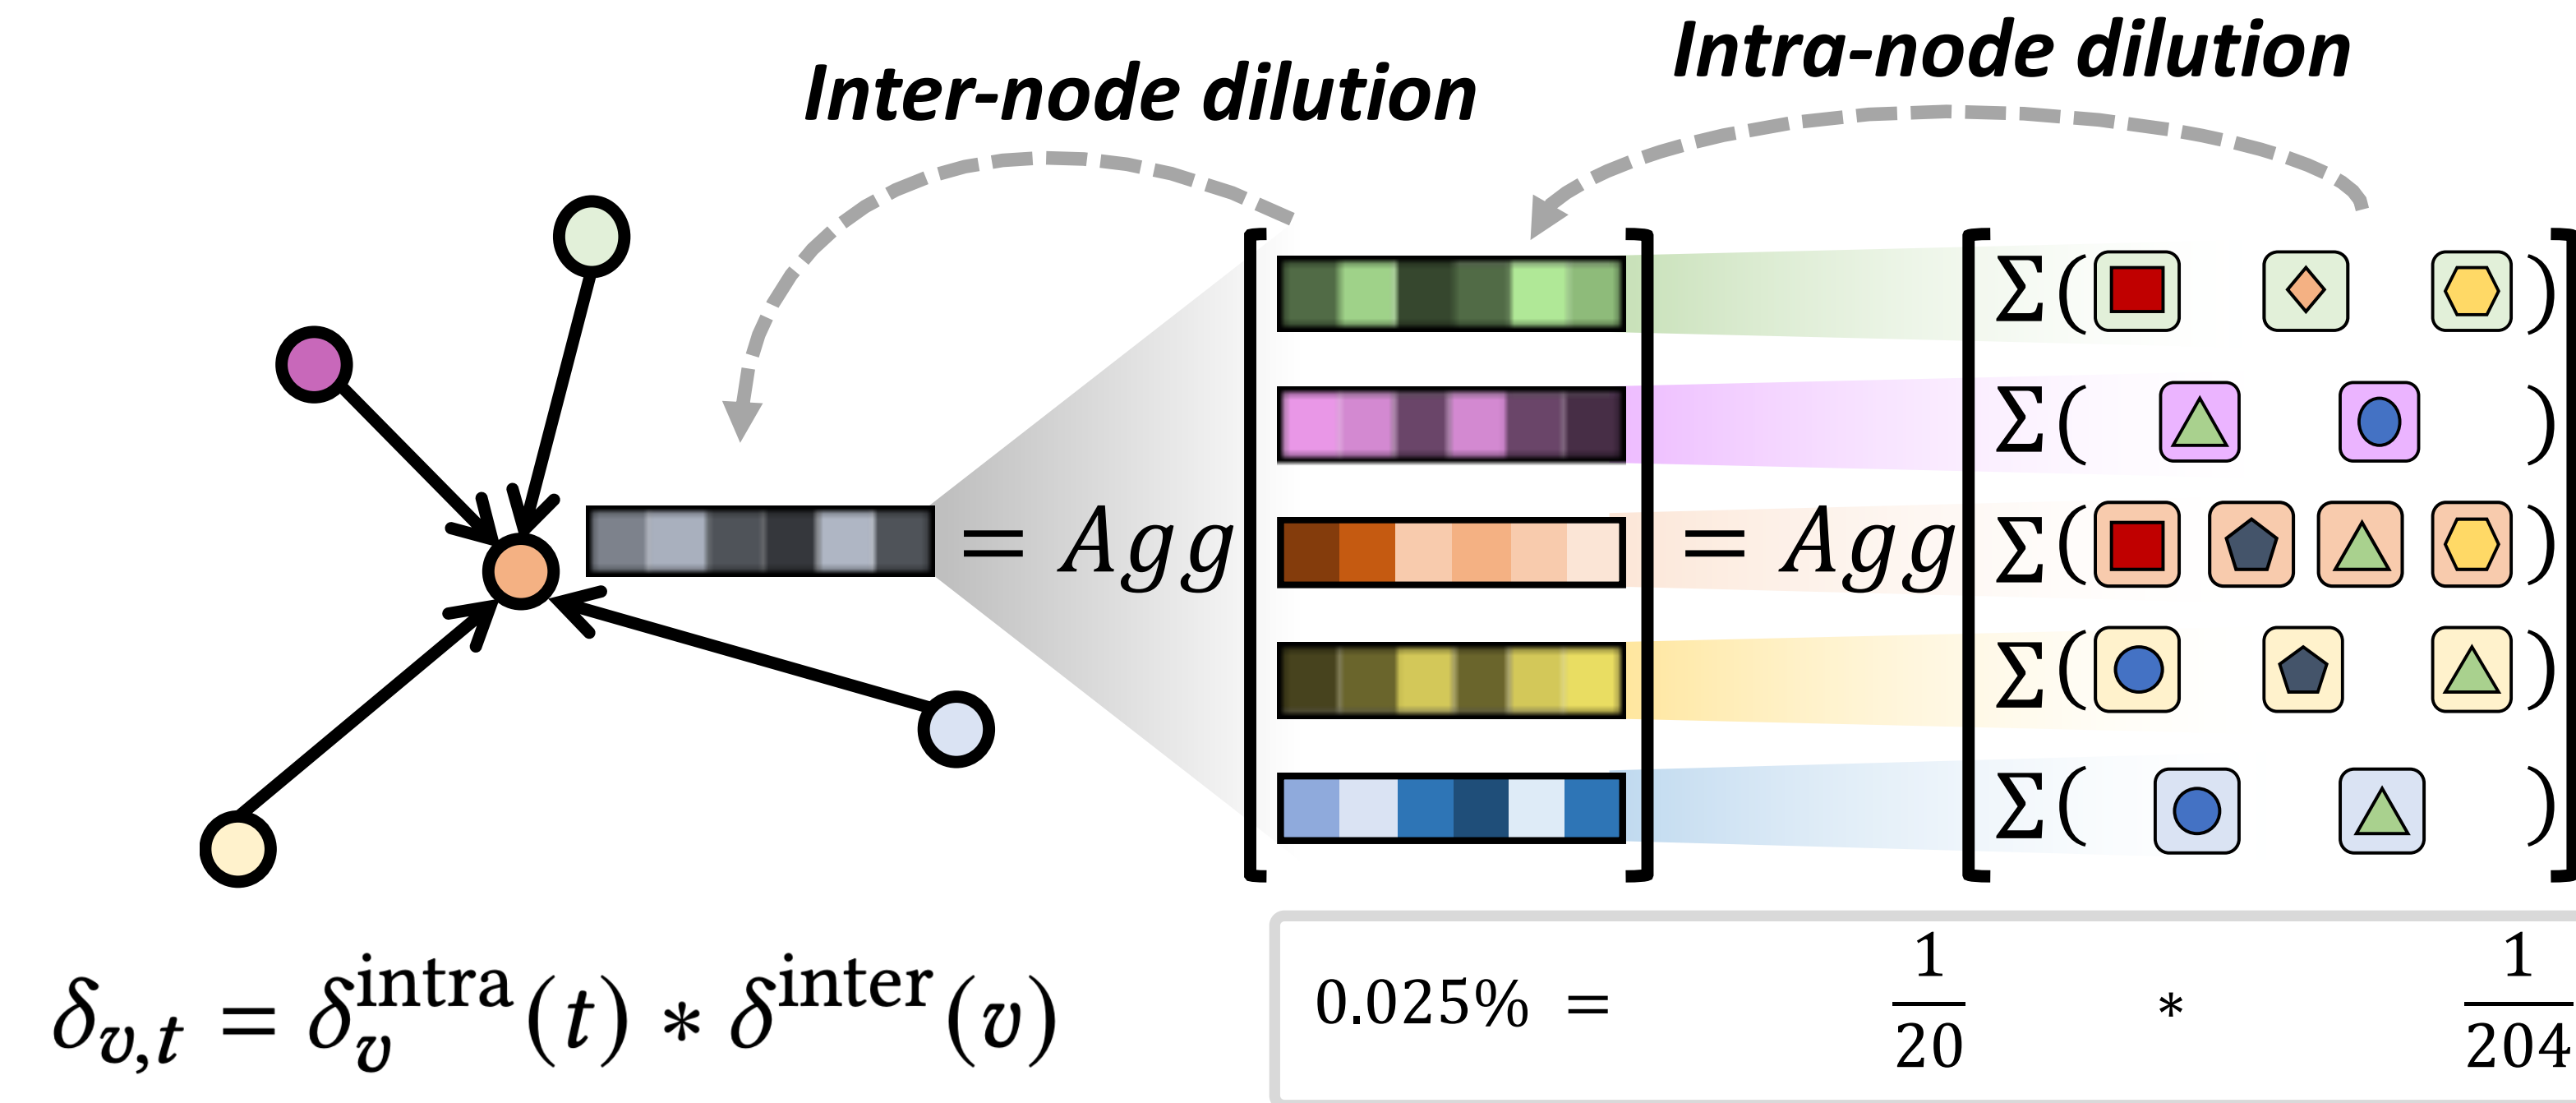 Inter-node dilution
Intra-node dilution
= Agg [ ] = Agg [ Σ( )
Σ( )
Σ( )
Σ( )
Σ( ) ]
δ_{v,t} = δ_v^{intra}(t) * δ^{inter}(v)
0.025% = 1/20 * 1/204